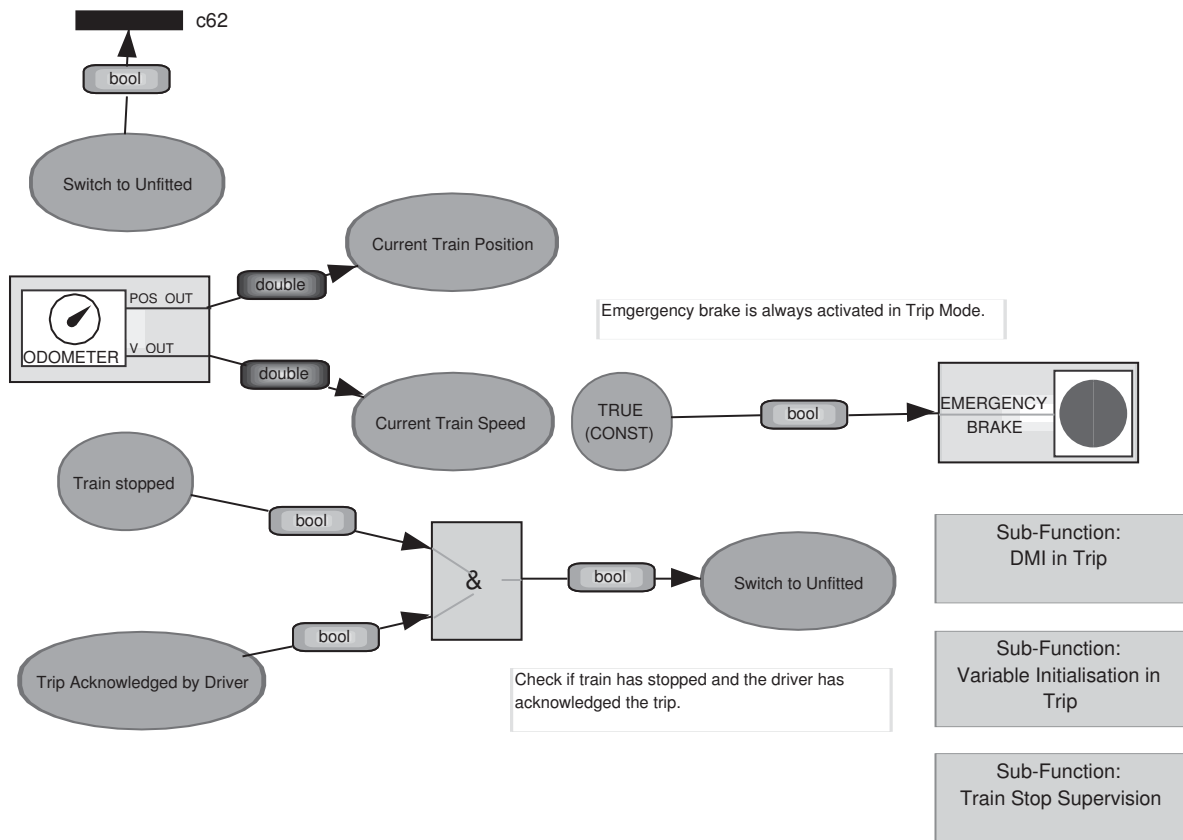 c62
bool
Switch to Unfitted
Current Train Position
double
POS OUT
V OUT
ODOMETER
double
Current Train Speed
Emgergency brake is always activated in Trip Mode.
TRUE
(CONST)
bool
EMERGENCY
BRAKE
Train stopped
bool
&
bool
Switch to Unfitted
bool
Trip Acknowledged by Driver
Check if train has stopped and the driver has
acknowledged the trip.
Sub-Function:
DMI in Trip
Sub-Function:
Variable Initialisation in
Trip
Sub-Function:
Train Stop Supervision